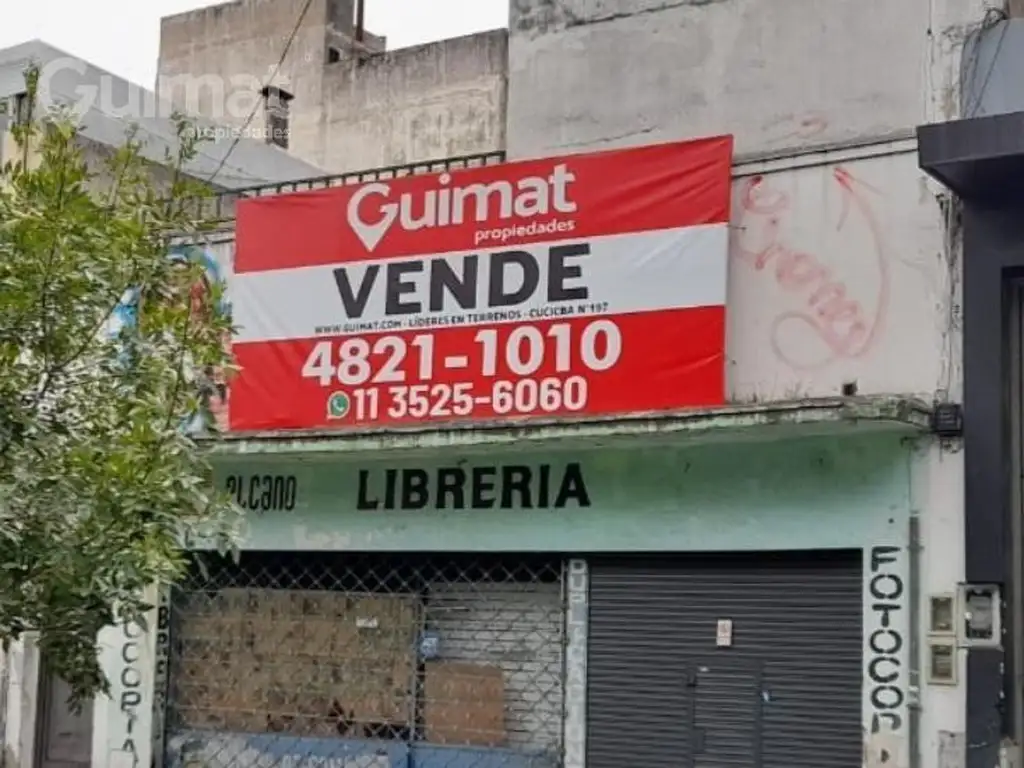 Guimat
propiedades
Guimat
propiedades
VENDE
WWW.GUIMAT.COM - LÍDERES EN TERRENOS - CUCICBA N°197
4821-1010
11 3525-6060
elcano LIBRERIA
FOTOCOP